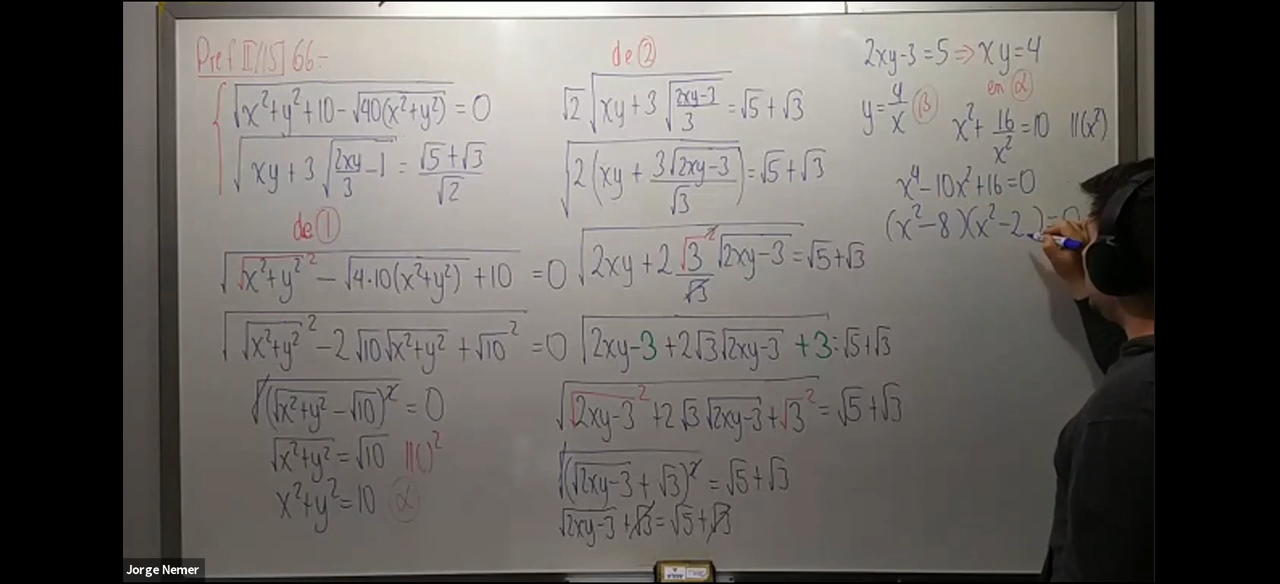 Pref II/15] 66.-
√(x²+y²+10-√(40(x²+y²))) = 0
√(xy+3√(2xy/3 -1)) = (√5+√3)/√2
de ①
√(√(x²+y²)² - √(4·10(x²+y²)) + 10) = 0
√(√(x²+y²)² - 2√10√(x²+y²) + √10²) = 0
√((√(x²+y²) - √10)²) = 0
√(x²+y²) = √10 //()²
x²+y² = 10 α
de ②
√2 √(xy+3√((2xy-3)/3)) = √5+√3
√(2(xy + 3√(2xy-3)/√3)) = √5+√3
√(2xy + 2 √3²/√3 √(2xy-3)) = √5+√3
√(2xy-3+2√3√(2xy-3) +3) = √5+√3
√(√(2xy-3)² + 2√3√(2xy-3) + √3²) = √5+√3
√((√(2xy-3) + √3)²) = √5+√3
√(2xy-3) + √3 = √5+√3
2xy-3 = 5 ⇒ xy = 4
y = 4/x β
en α
x² + 16/x² = 10 //(x²)
x⁴-10x²+16=0
(x²-8)(x²-2)=0
Jorge Nemer